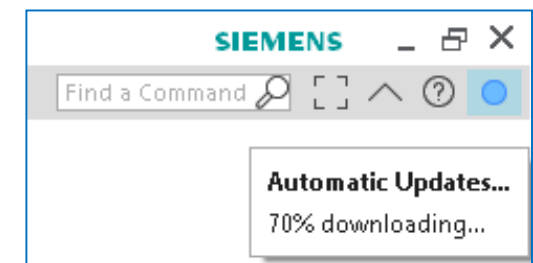 SIEMENS
Find a Command
Automatic Updates...
70% downloading...